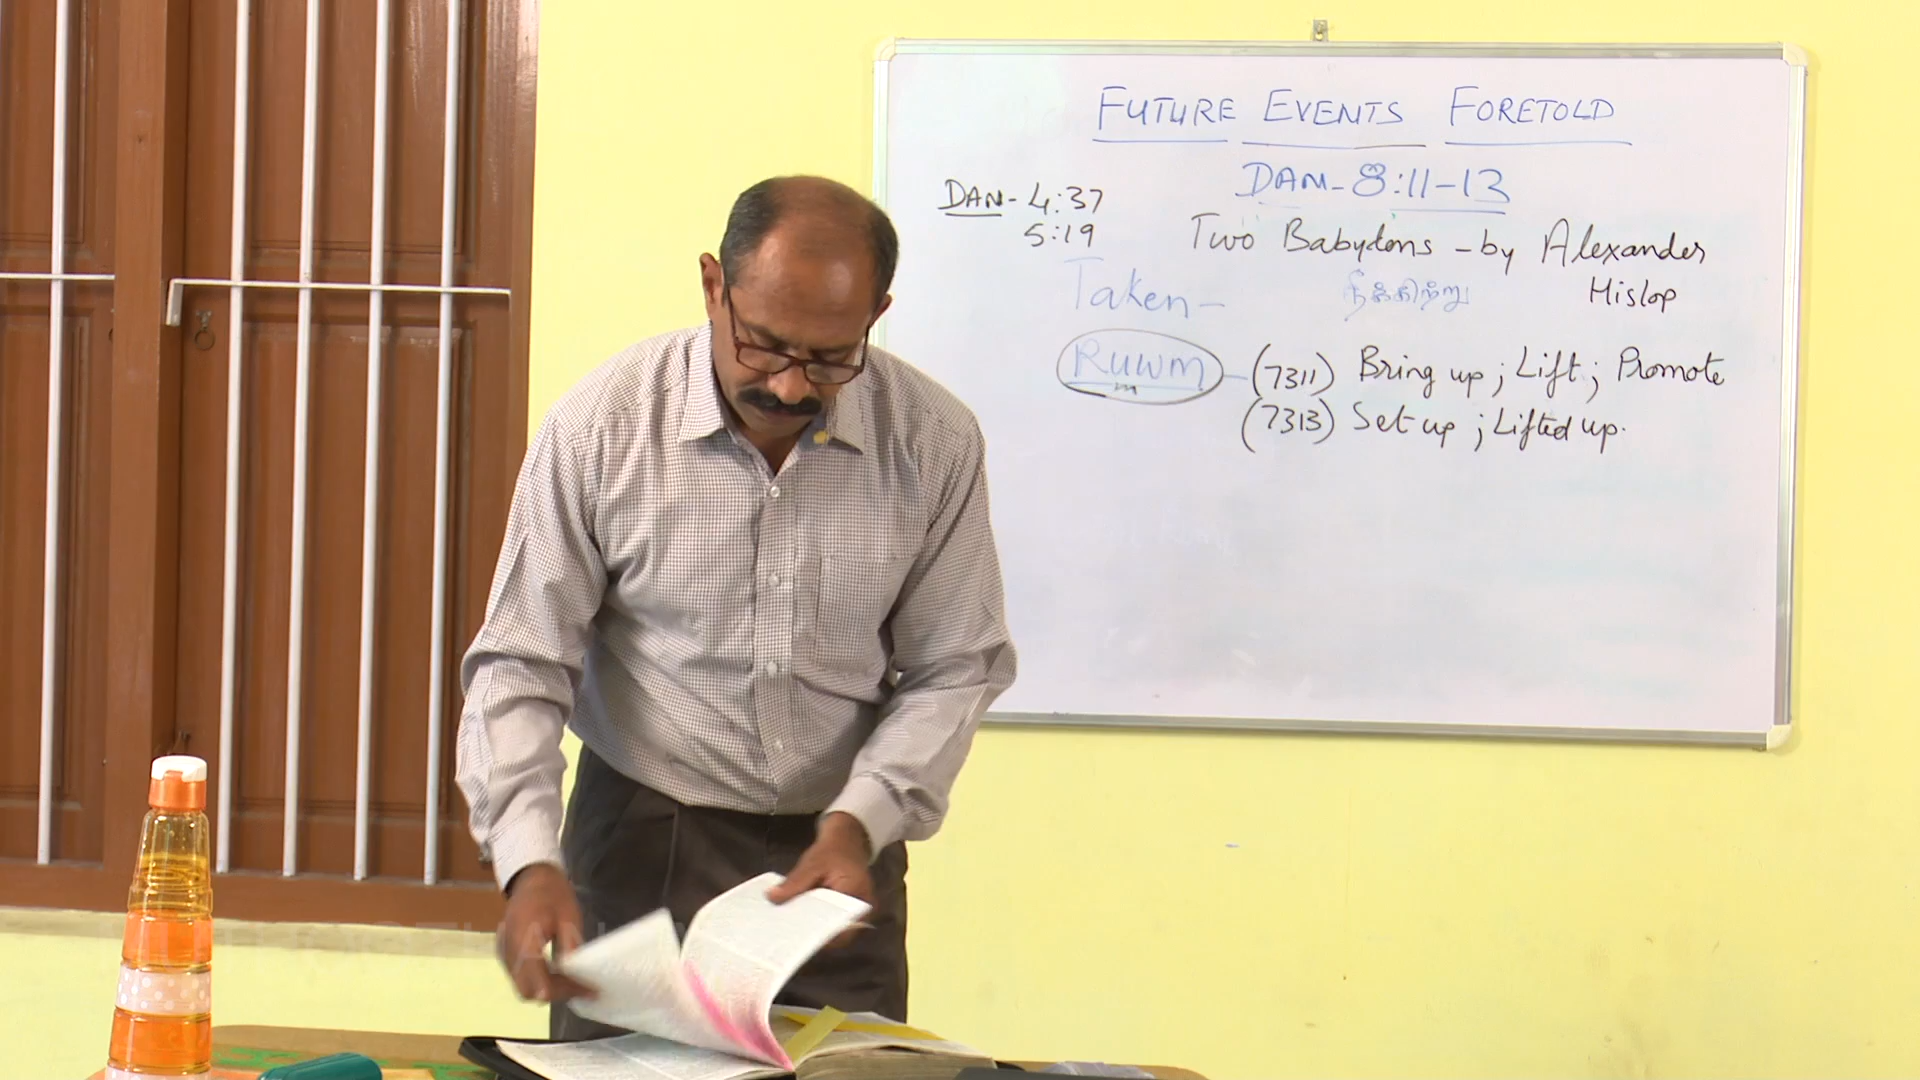 FUTURE EVENTS FORETOLD
DAN - 8:11-13
DAN - 4:37
5:19
Two Babylons - by Alexander
Hislop
Taken - நீக்கிற்று
Ruwm - (7311) Bring up ; Lift ; Promote
(7313) Set up ; Lifted up.